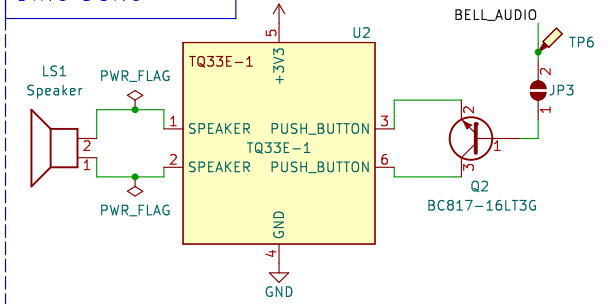 BELL_AUDIO
5
U2
TP6
TQ33E-1
+3V3
2
LS1
PWR_FLAG
JP3
Speaker
1
1
SPEAKER
PUSH_BUTTON
3
2
2
TQ33E-1
1
1
2
SPEAKER
PUSH_BUTTON
6
3
Q2
PWR_FLAG
BC817-16LT3G
GND
4
GND